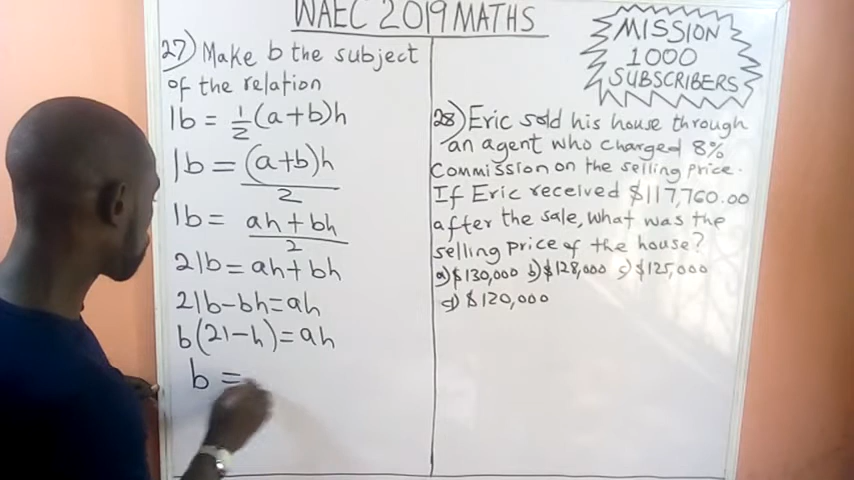 WAEC 2019 MATHS
27) Make b the subject
of the relation
lb = 1/2 (a+b)h
lb = (a+b)h / 2
lb = ah + bh / 2
2lb = ah + bh
2lb - bh = ah
b(2l - h) = ah
b =
MISSION
1000
SUBSCRIBERS
28) Eric sold his house through
an agent who charged 8%
Commission on the selling price.
If Eric received $117,760.00
after the sale, what was the
selling price of the house?
a) $130,000 b) $128,000 c) $125,000
d) $120,000